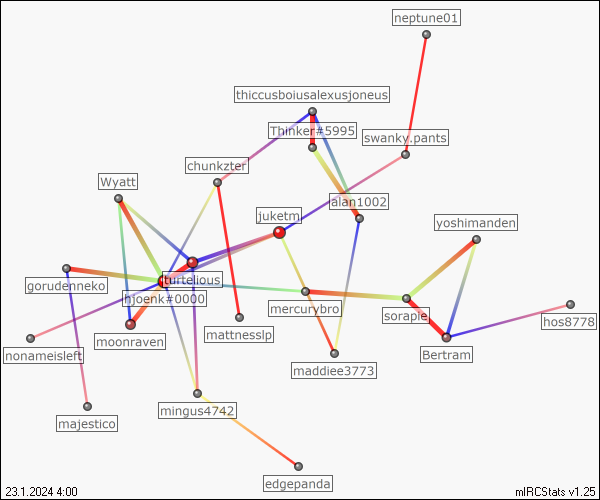 neptune01
thiccusboiusalexusjoneus
Thinker#5995
swanky.pants
chunkzter
Wyatt
alan1002
juketm
yoshimanden
turtelious
gorudenneko
hjoenk#0000
mercurybro
soraple
hos8778
moonraven
mattnesslp
nonameisleft
Bertram
maddiee3773
mingus4742
majestico
edgepanda
23.1.2024 4:00
mIRCStats v1.25